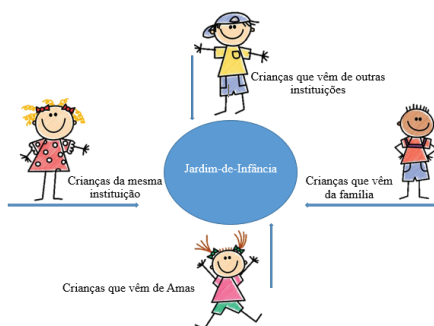 Crianças que vêm de outras
instituições
Jardim-de-Infância
Crianças da mesma
instituição
Crianças que vêm
da família
Crianças que vêm de Amas